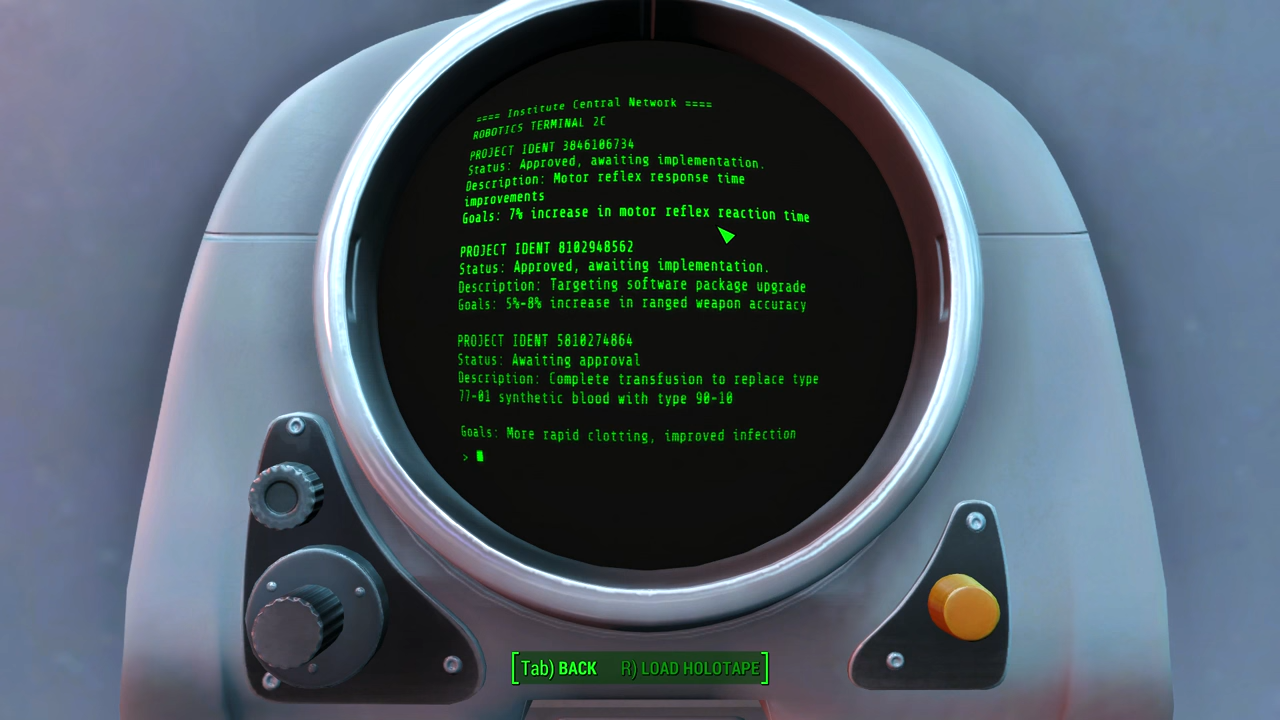 ==== Institute Central Network ====
ROBOTICS TERMINAL 2C
PROJECT IDENT 3846106734
Status: Approved, awaiting implementation.
Description: Motor reflex response time
improvements
Goals: 7% increase in motor reflex reaction time
PROJECT IDENT 8102948562
Status: Approved, awaiting implementation.
Description: Targeting software package upgrade
Goals: 5%-8% increase in ranged weapon accuracy
PROJECT IDENT 5810274864
Status: Awaiting approval
Description: Complete transfusion to replace type
77-01 synthetic blood with type 90-10
Goals: More rapid clotting, improved infection
>
Tab) BACK R) LOAD HOLOTAPE